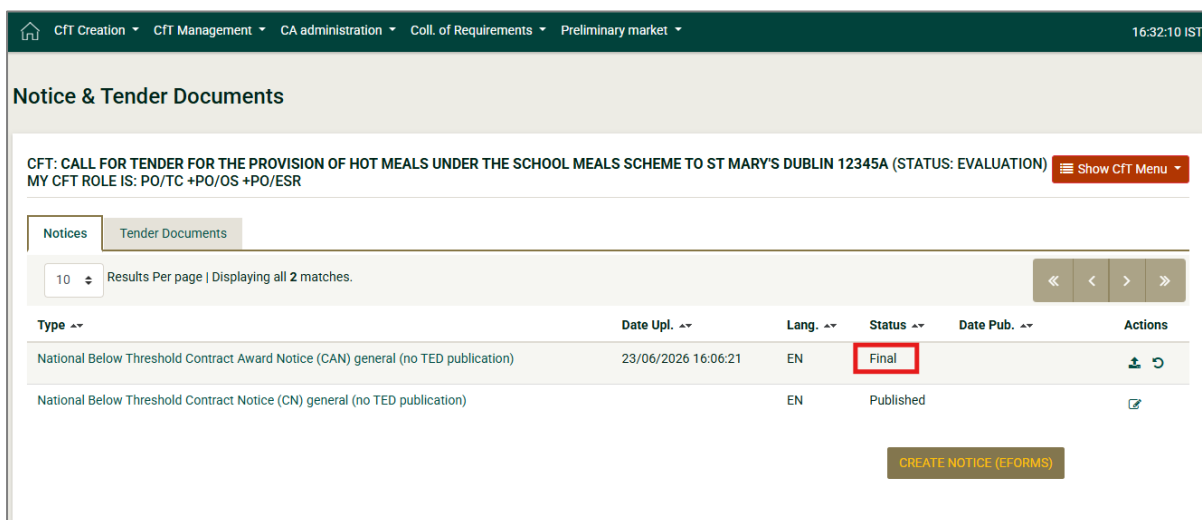 CfT Creation CfT Management CA administration Coll. of Requirements Preliminary market 16:32:10 IST
Notice & Tender Documents
CFT: CALL FOR TENDER FOR THE PROVISION OF HOT MEALS UNDER THE SCHOOL MEALS SCHEME TO ST MARY'S DUBLIN 12345A (STATUS: EVALUATION) Show CfT Menu
MY CFT ROLE IS: PO/TC +PO/OS +PO/ESR
Notices Tender Documents
10 Results Per page | Displaying all 2 matches. « ‹ › »
Type Date Upl. Lang. Status Date Pub. Actions
National Below Threshold Contract Award Notice (CAN) general (no TED publication) 23/06/2026 16:06:21 EN Final
National Below Threshold Contract Notice (CN) general (no TED publication) EN Published
CREATE NOTICE (EFORMS)